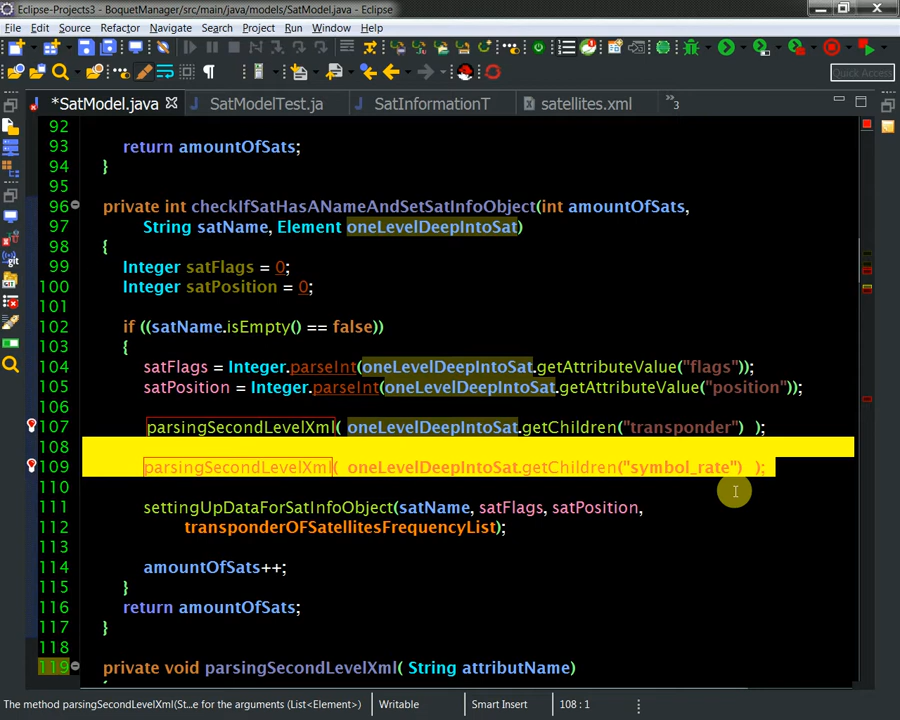 Eclipse-Projects3 - BoquetManager/src/main/java/models/SatModel.java - Eclipse
File Edit Source Refactor Navigate Search Project Run Window Help
Quick Access
*SatModel.java SatModelTest.ja SatInformationT satellites.xml »3
92
93 return amountOfSats;
94 }
95
96 private int checkIfSatHasANameAndSetSatInfoObject(int amountOfSats,
97 String satName, Element oneLevelDeepIntoSat)
98 {
99 Integer satFlags = 0;
100 Integer satPosition = 0;
101
102 if ((satName.isEmpty() == false))
103 {
104 satFlags = Integer.parseInt(oneLevelDeepIntoSat.getAttributeValue("flags"));
105 satPosition = Integer.parseInt(oneLevelDeepIntoSat.getAttributeValue("position"));
106
107 parsingSecondLevelXml( oneLevelDeepIntoSat.getChildren("transponder") );
108
109 parsingSecondLevelXml( oneLevelDeepIntoSat.getChildren("symbol_rate") );
110
111 settingUpDataForSatInfoObject(satName, satFlags, satPosition,
112 transponderOFSatellitesFrequencyList);
113
114 amountOfSats++;
115 }
116 return amountOfSats;
117 }
118
119 private void parsingSecondLevelXml( String attributName)
The method parsingSecondLevelXml(St...e for the arguments (List<Element>) Writable Smart Insert 108 : 1